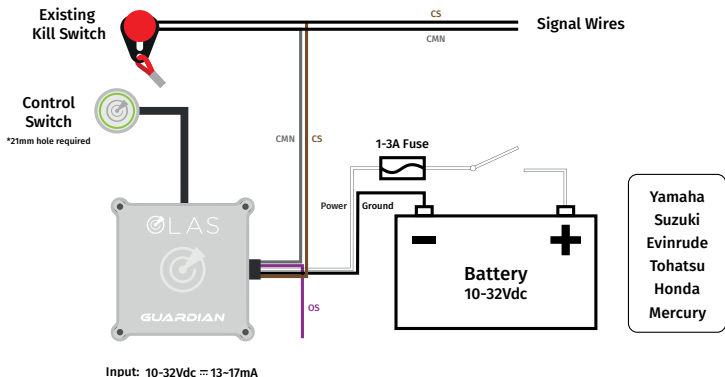 Existing
Kill Switch
CS
CMN
Signal Wires
Control
Switch
*21mm hole required
CMN
CS
1-3A Fuse
Power
Ground
OLAS
GUARDIAN
OS
Battery
10-32Vdc
Yamaha
Suzuki
Evinrude
Tohatsu
Honda
Mercury
Input: 10-32Vdc ⎓ 13~17mA